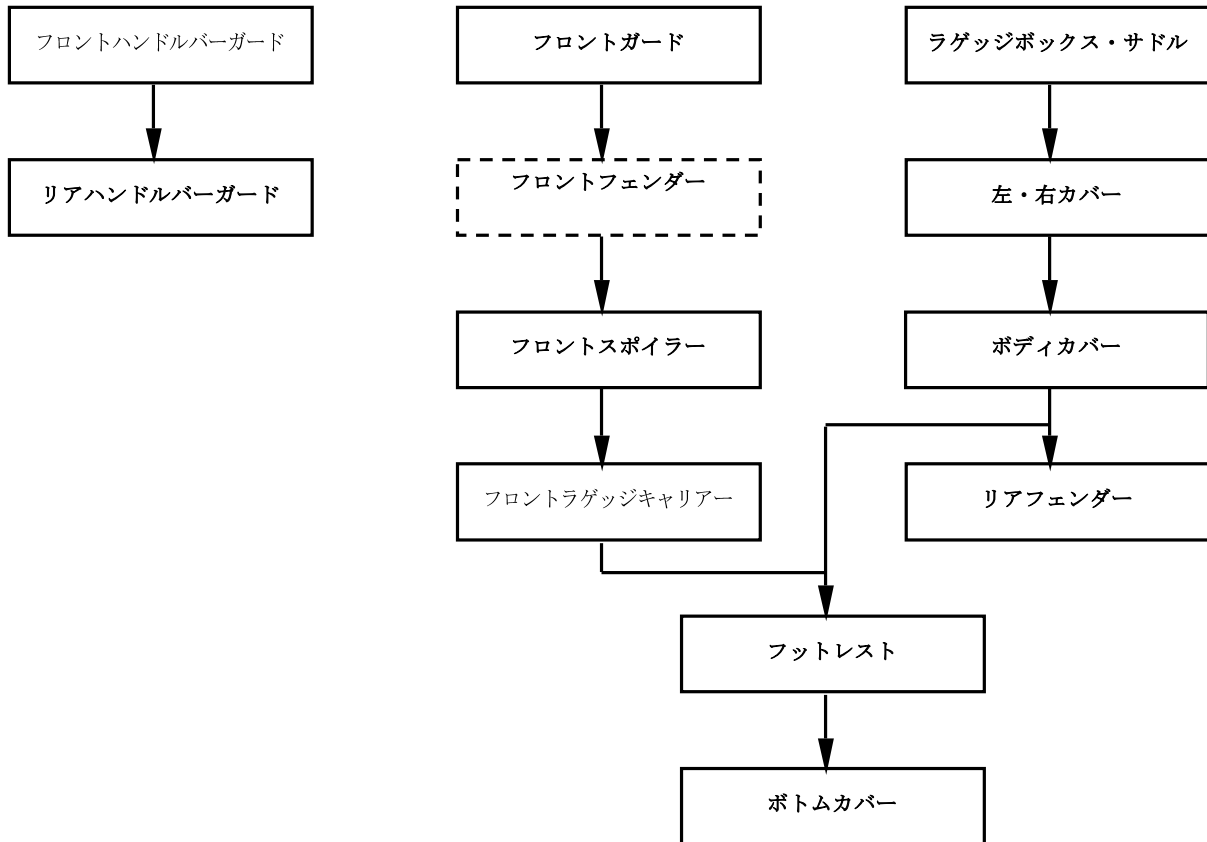 フロントハンドルバーガード
フロントガード
ラゲッジボックス・サドル
リアハンドルバーガード
フロントフェンダー
左・右カバー
フロントスポイラー
ボディカバー
フロントラゲッジキャリアー
リアフェンダー
フットレスト
ボトムカバー